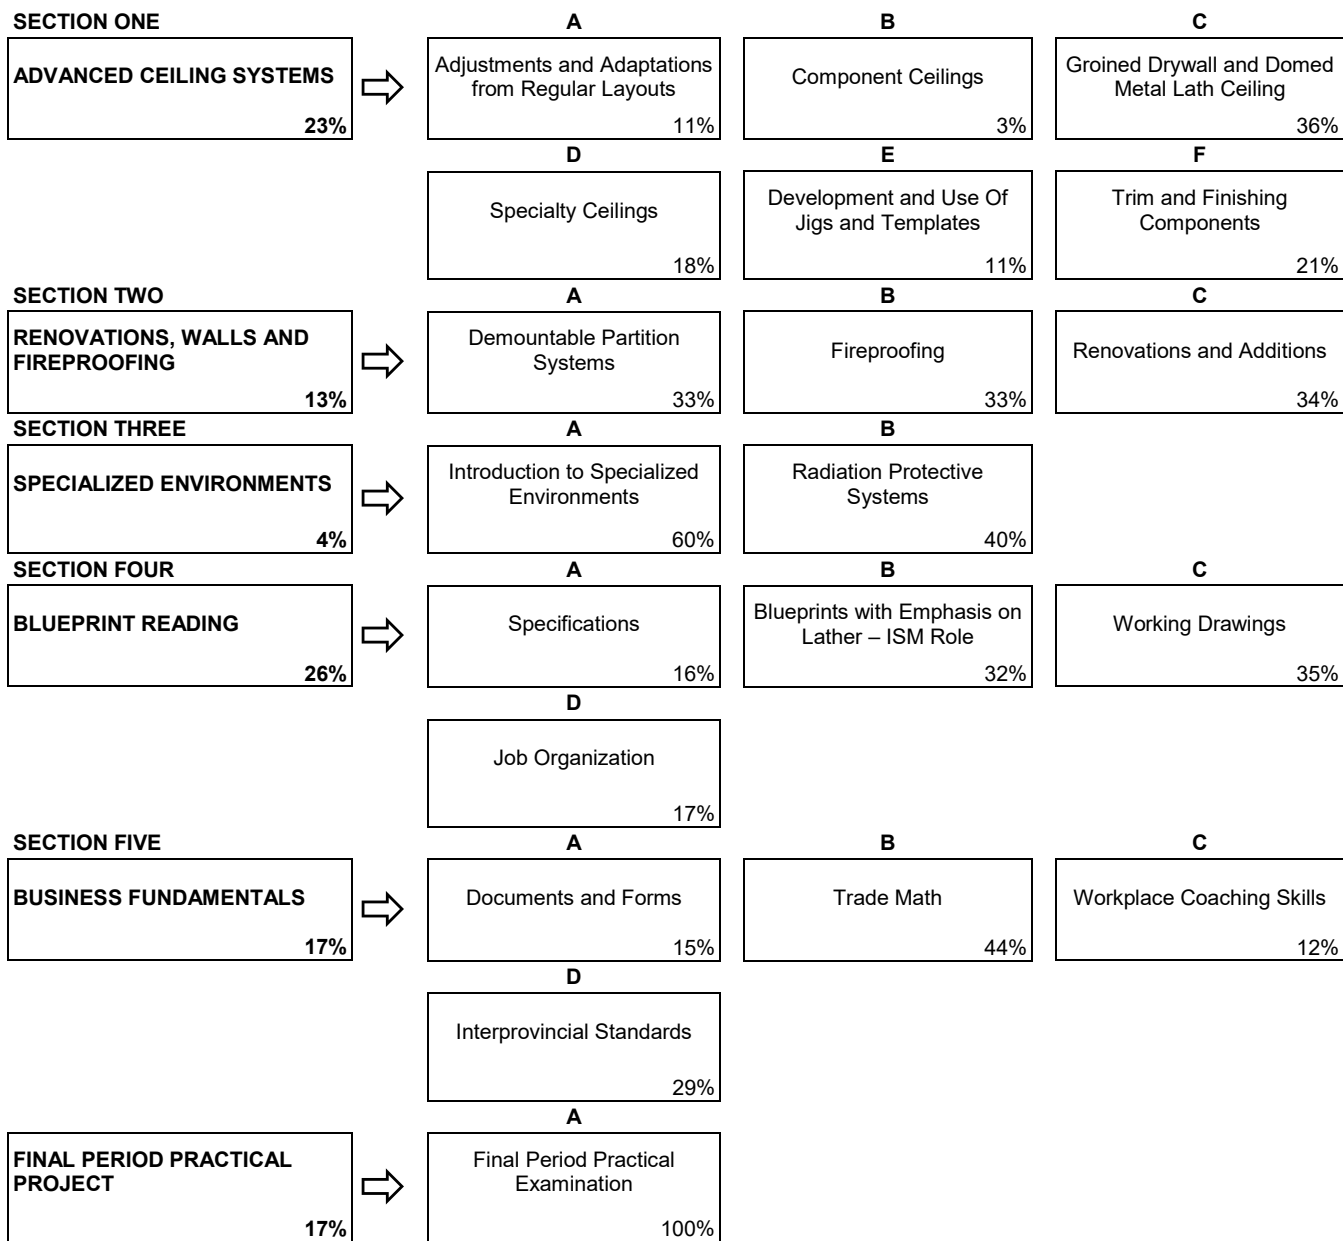 SECTION ONE
A
B
C
ADVANCED CEILING SYSTEMS
23%
Adjustments and Adaptations
from Regular Layouts
11%
Component Ceilings
3%
Groined Drywall and Domed
Metal Lath Ceiling
36%
D
E
F
Specialty Ceilings
18%
Development and Use Of
Jigs and Templates
11%
Trim and Finishing
Components
21%
SECTION TWO
A
B
C
RENOVATIONS, WALLS AND
FIREPROOFING
13%
Demountable Partition
Systems
33%
Fireproofing
33%
Renovations and Additions
34%
SECTION THREE
A
B
SPECIALIZED ENVIRONMENTS
4%
Introduction to Specialized
Environments
60%
Radiation Protective
Systems
40%
SECTION FOUR
A
B
C
BLUEPRINT READING
26%
Specifications
16%
Blueprints with Emphasis on
Lather – ISM Role
32%
Working Drawings
35%
D
Job Organization
17%
SECTION FIVE
A
B
C
BUSINESS FUNDAMENTALS
17%
Documents and Forms
15%
Trade Math
44%
Workplace Coaching Skills
12%
D
Interprovincial Standards
29%
A
FINAL PERIOD PRACTICAL
PROJECT
17%
Final Period Practical
Examination
100%